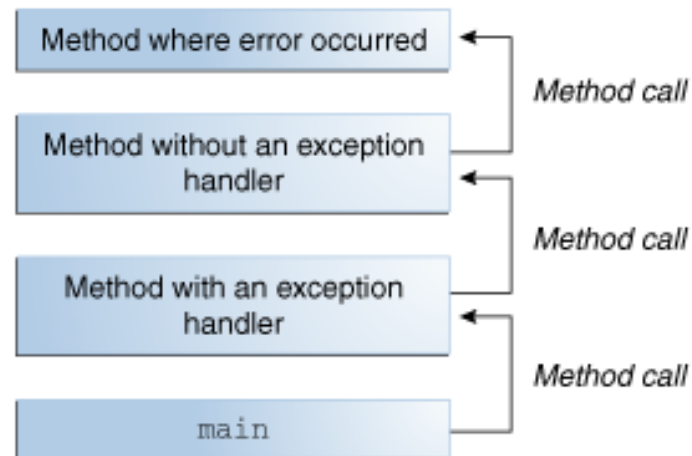 Method where error occurred
Method call
Method without an exception
handler
Method call
Method with an exception
handler
Method call
main